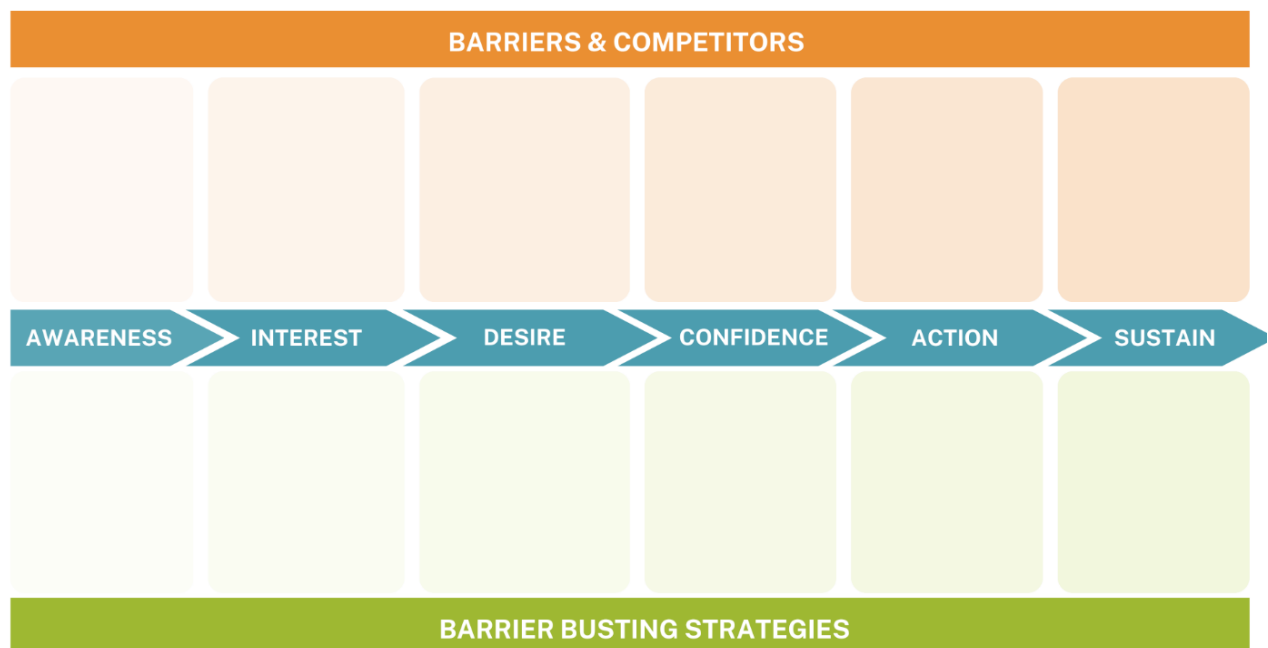 BARRIERS & COMPETITORS
AWARENESS
INTEREST
DESIRE
CONFIDENCE
ACTION
SUSTAIN
BARRIER BUSTING STRATEGIES